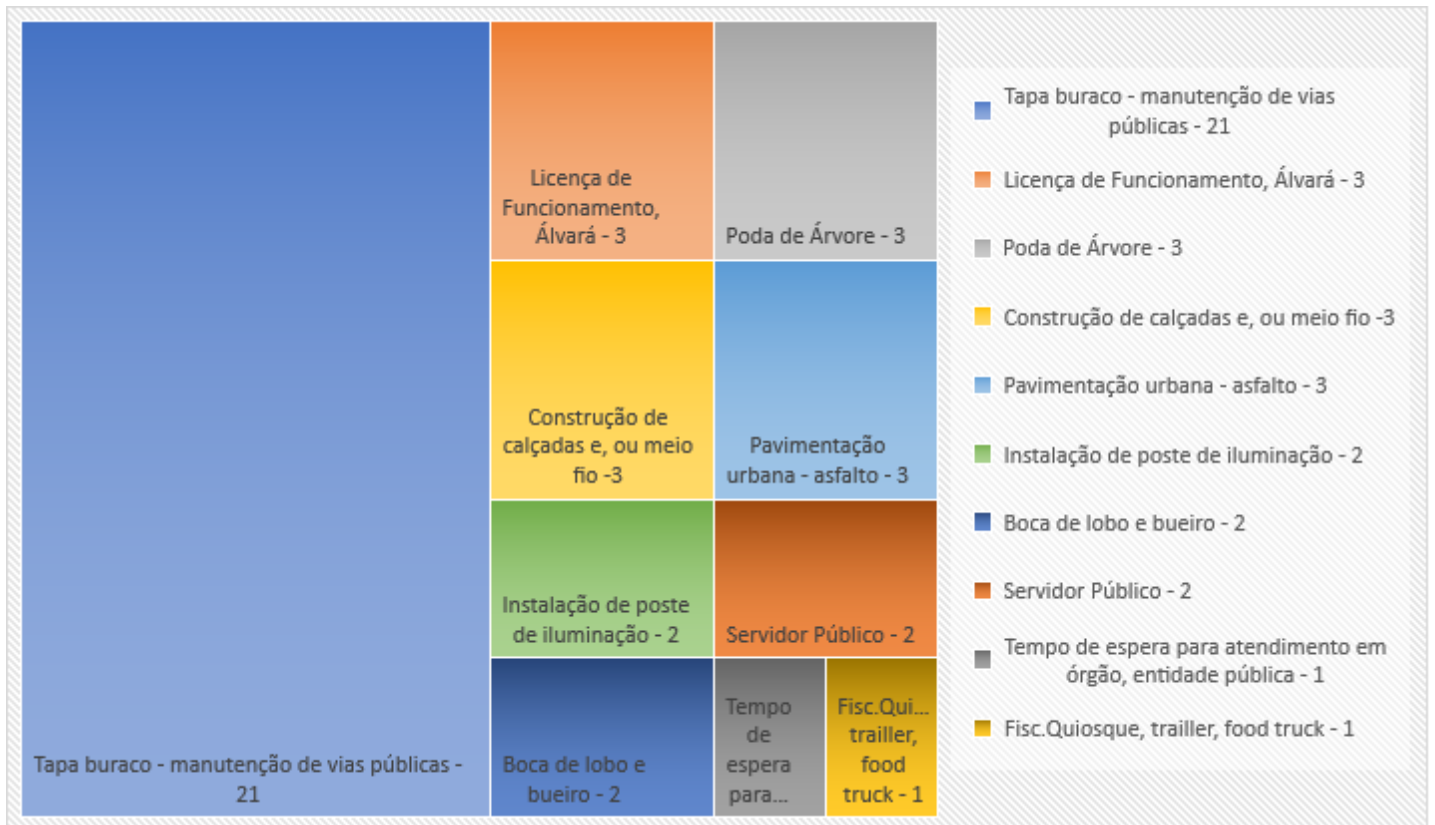 Licença de
Funcionamento,
Álvará - 3
Poda de Árvore - 3
Construção de
calçadas e, ou meio
fio -3
Pavimentação
urbana - asfalto - 3
Instalação de poste
de iluminação - 2
Servidor Público - 2
Tapa buraco - manutenção de vias públicas -
21
Boca de lobo e
bueiro - 2
Tempo
de
espera
para...
Fisc.Qui...
trailler,
food
truck - 1
Tapa buraco - manutenção de vias
públicas - 21
Licença de Funcionamento, Álvará - 3
Poda de Árvore - 3
Construção de calçadas e, ou meio fio -3
Pavimentação urbana - asfalto - 3
Instalação de poste de iluminação - 2
Boca de lobo e bueiro - 2
Servidor Público - 2
Tempo de espera para atendimento em
órgão, entidade pública - 1
Fisc.Quiosque, trailler, food truck - 1